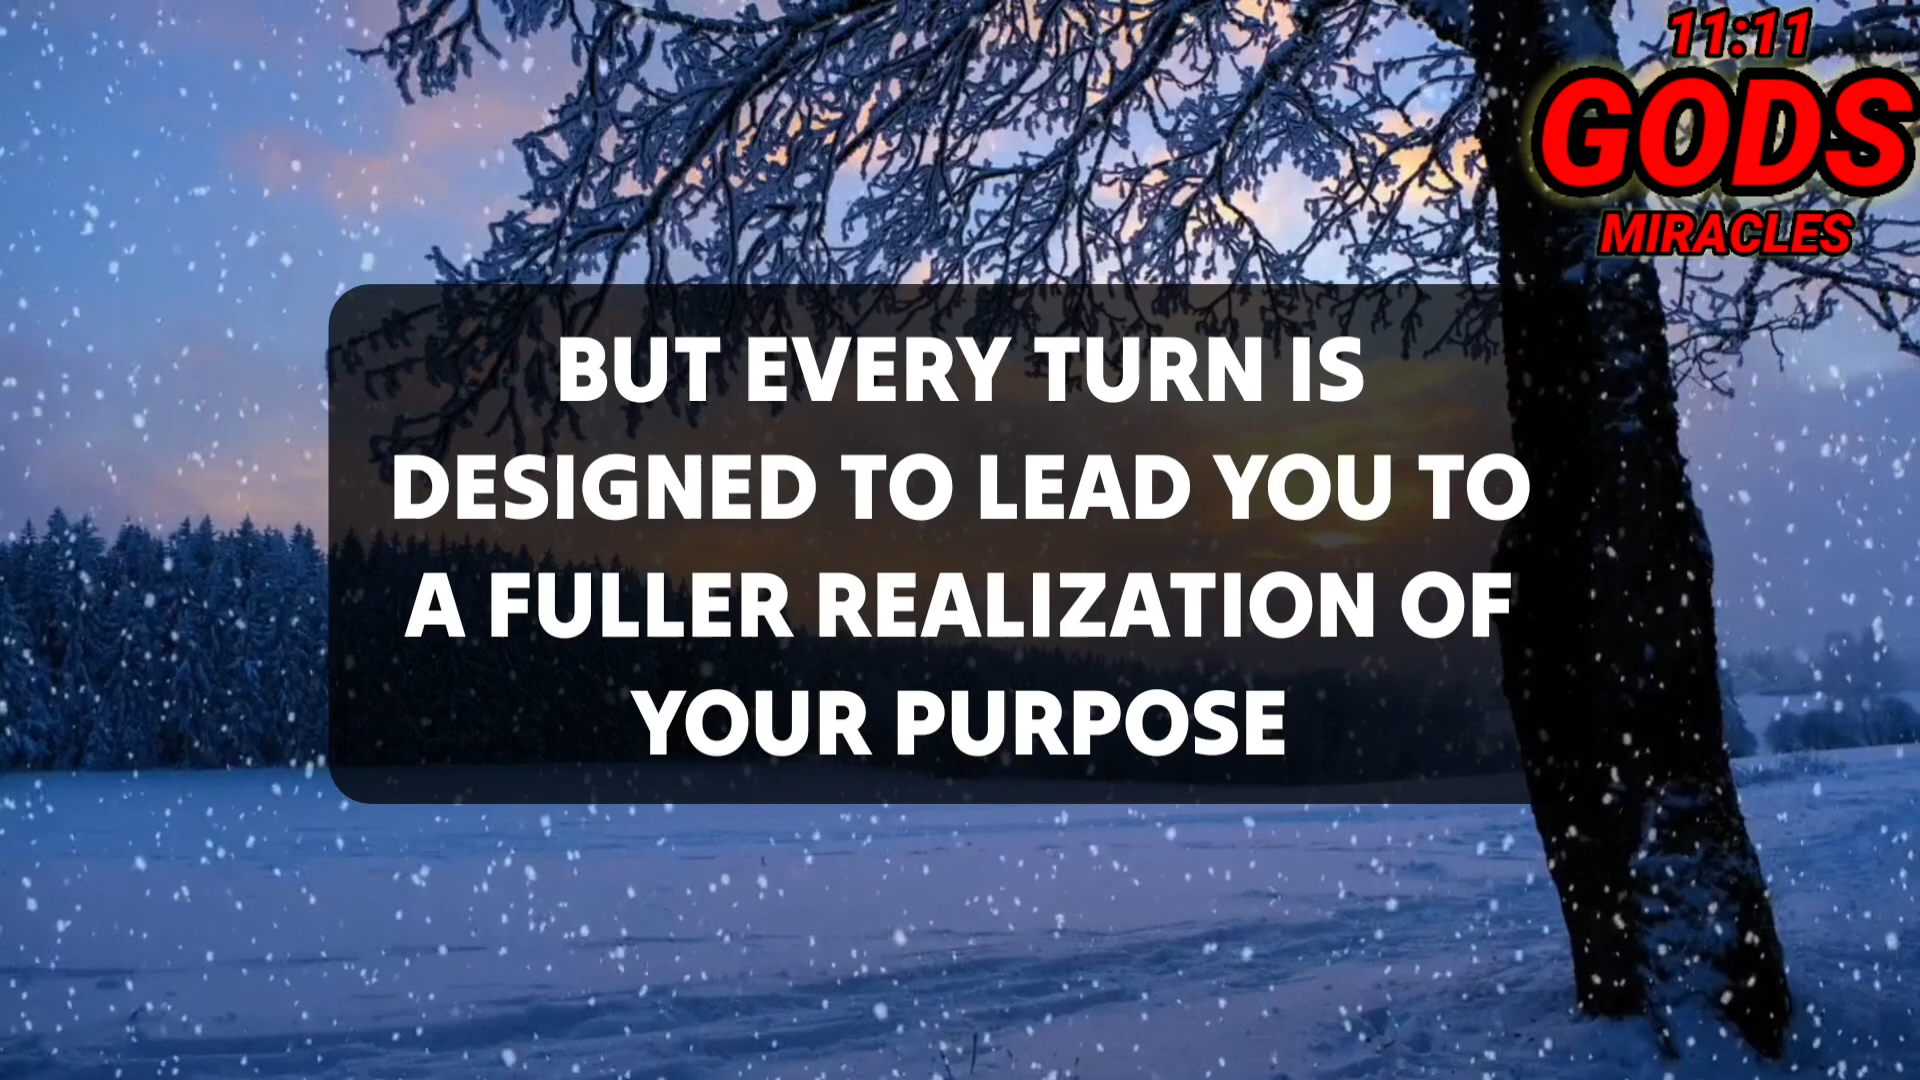 11:11
GODS
MIRACLES
BUT EVERY TURN IS
DESIGNED TO LEAD YOU TO
A FULLER REALIZATION OF
YOUR PURPOSE